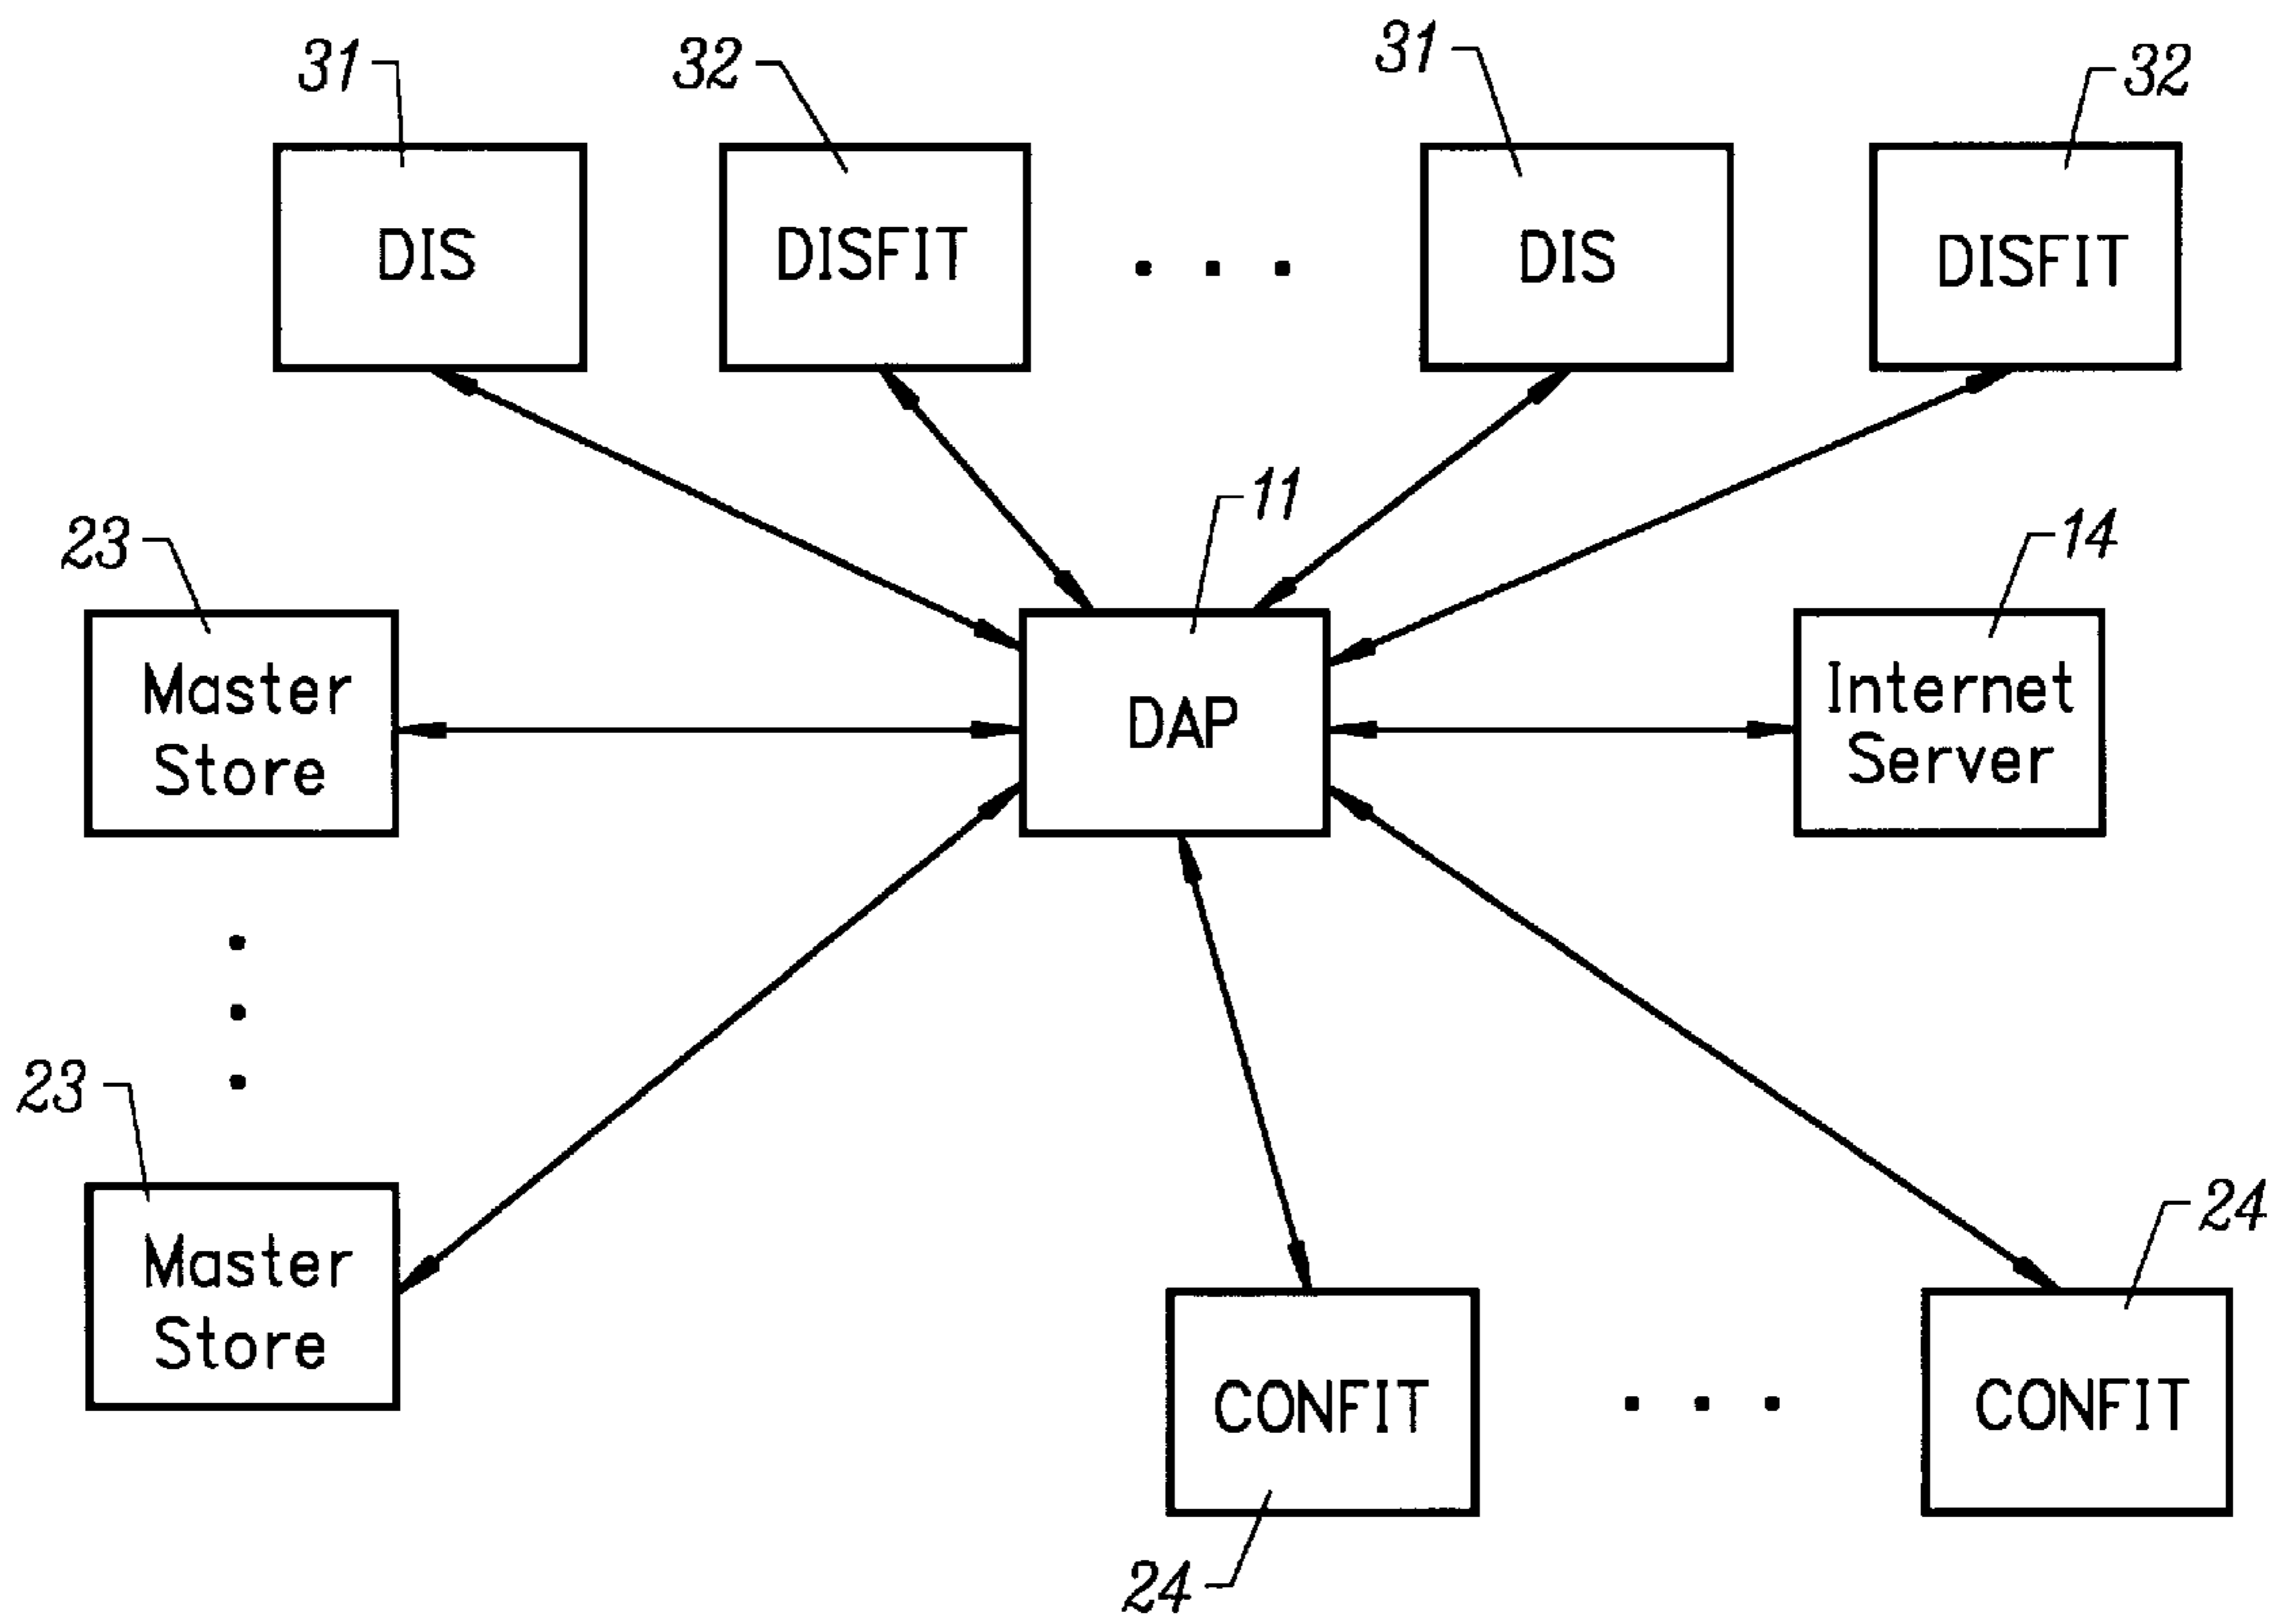 31
32
31
32
DIS
DISFIT
DIS
DISFIT
11
23
14
Master
Store
DAP
Internet
Server
23
Master
Store
24
CONFIT
CONFIT
24